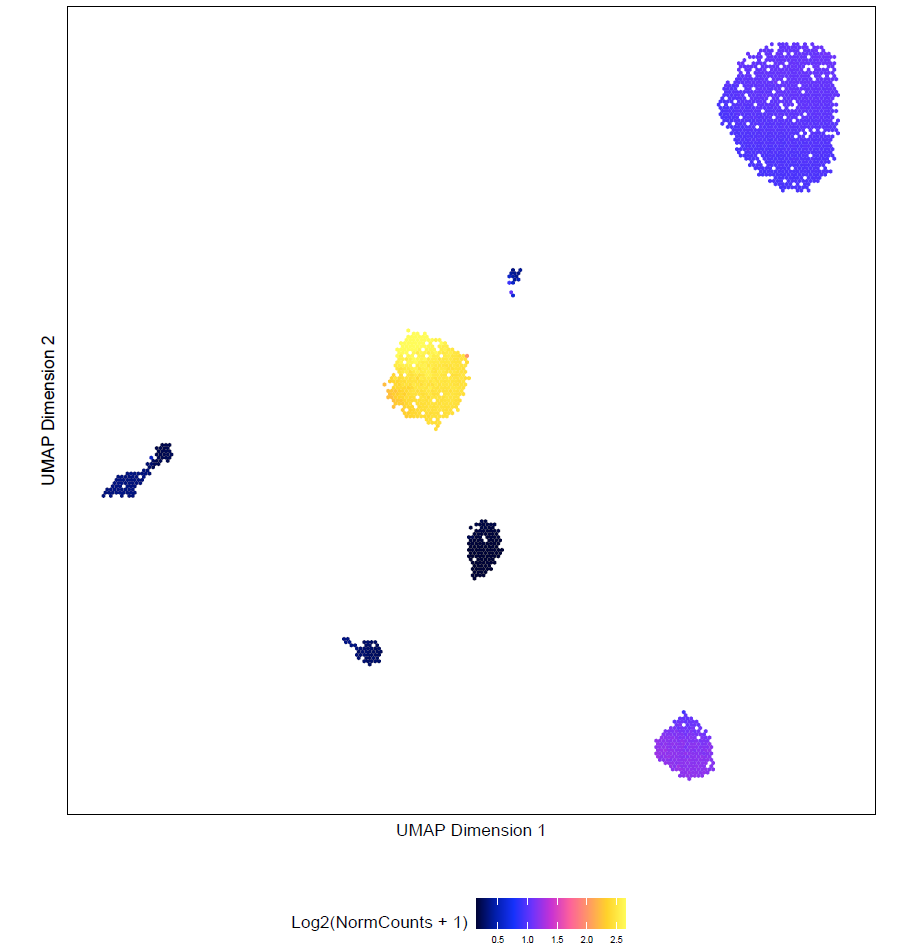 UMAP Dimension 2
UMAP Dimension 1
Log2(NormCounts + 1)
0.5 1.0 1.5 2.0 2.5